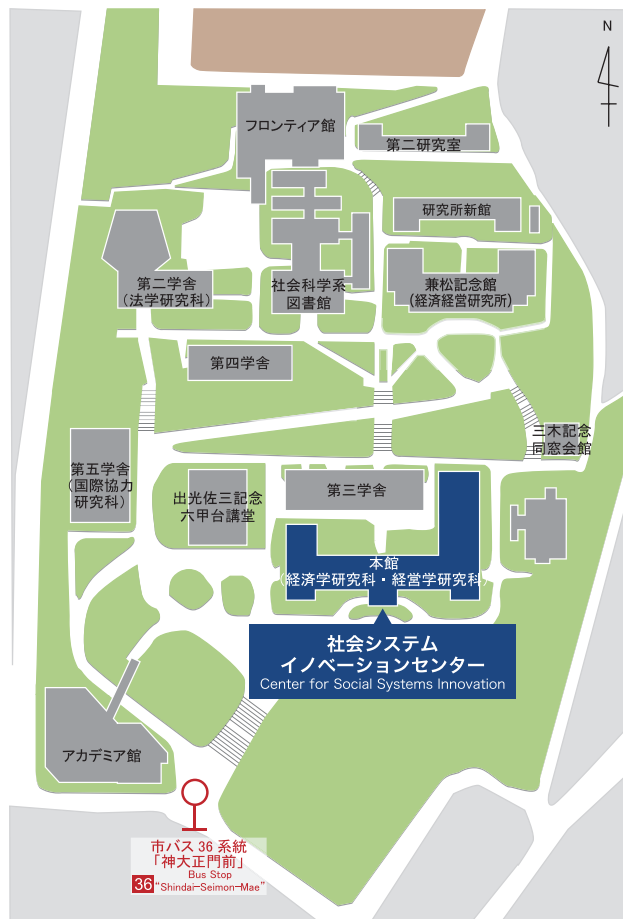 N
フロンティア館
第二研究室
研究所新館
第二学舎
（法学研究科）
社会科学系
図書館
兼松記念館
(経済経営研究所)
第四学舎
三木記念
同窓会館
第五学舎
（国際協力
研究科）
出光佐三記念
六甲台講堂
第三学舎
本館
（経済学研究科・経営学研究科）
社会システム
イノベーションセンター
Center for Social Systems Innovation
アカデミア館
市バス 36 系統
「神大正門前」
Bus Stop
36 “Shindai-Seimon-Mae”